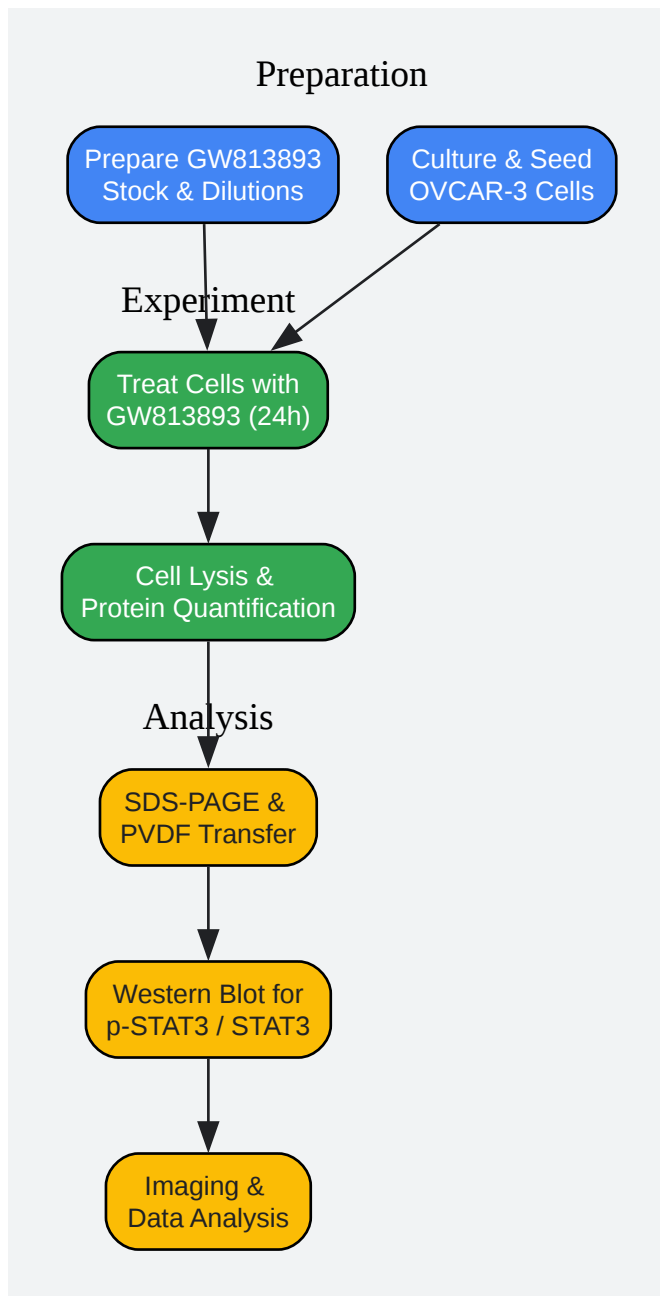 Preparation
Prepare GW813893
Stock & Dilutions
Culture & Seed
OVCAR-3 Cells
Experiment
Treat Cells with
GW813893 (24h)
Cell Lysis &
Protein Quantification
Analysis
SDS-PAGE &
PVDF Transfer
Western Blot for
p-STAT3 / STAT3
Imaging &
Data Analysis